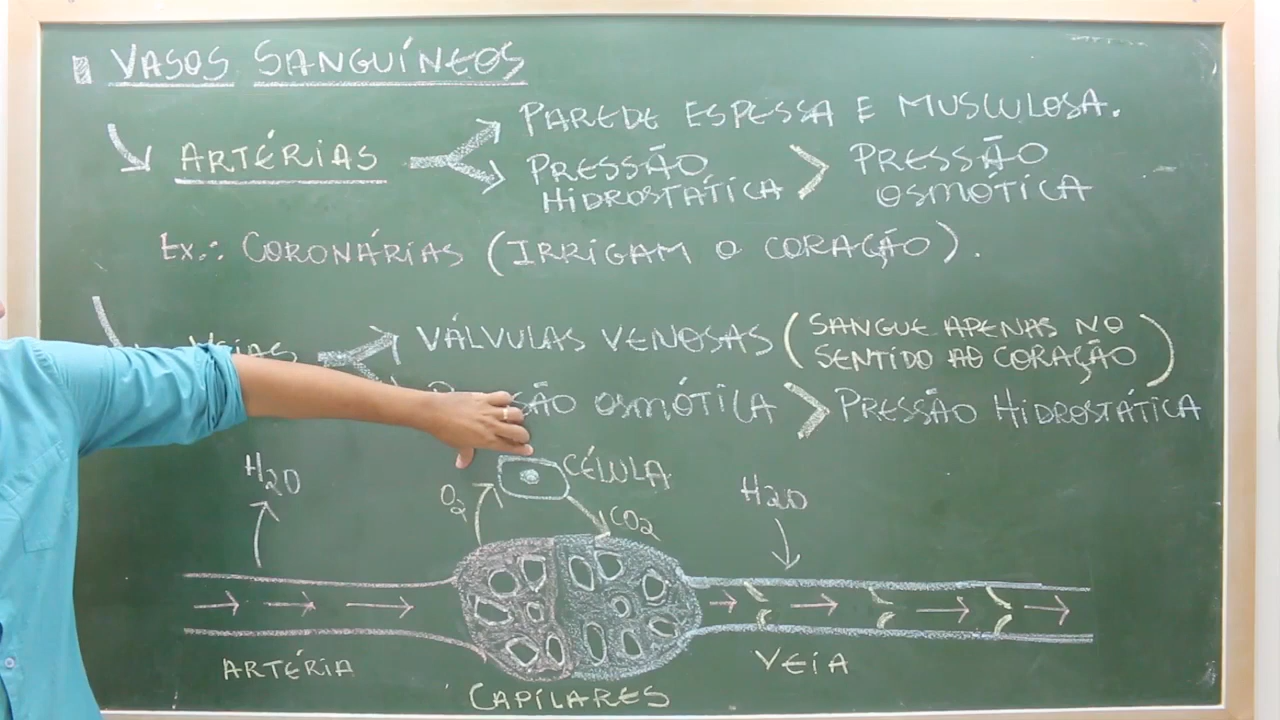 VASOS SANGUÍNEOS
PAREDE ESPESSA E MUSCULOSA.
ARTÉRIAS
PRESSÃO HIDROSTÁTICA > PRESSÃO OSMÓTICA
Ex.: CORONÁRIAS (IRRIGAM O CORAÇÃO).
VÁLVULAS VENOSAS (SANGUE APENAS NO
SENTIDO AO CORAÇÃO)
OSMÓTICA > PRESSÃO HIDROSTÁTICA
H2O
O2
CÉLULA
CO2
H2O
ARTÉRIA
CAPILARES
VEIA